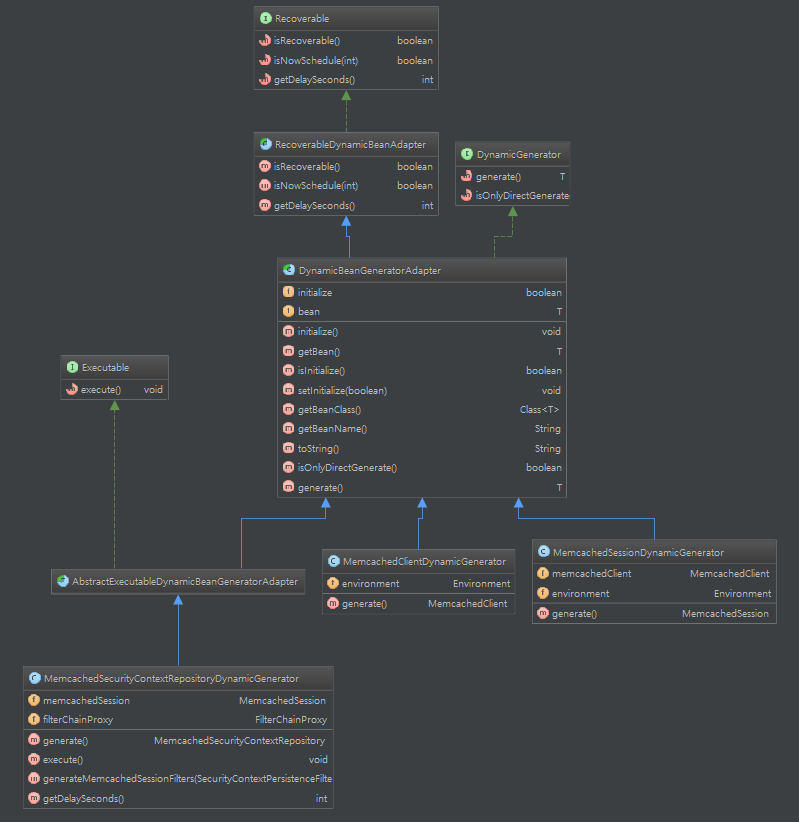 Recoverable
isRecoverable() boolean
isNowSchedule(int) boolean
getDelaySeconds() int
RecoverableDynamicBeanAdapter
isRecoverable() boolean
isNowSchedule(int) boolean
getDelaySeconds() int
DynamicGenerator
generate() T
isOnlyDirectGenerate
DynamicBeanGeneratorAdapter
initialize boolean
bean T
initialize() void
getBean() T
isInitialize() boolean
setInitialize(boolean) void
getBeanClass() Class<T>
getBeanName() String
toString() String
isOnlyDirectGenerate() boolean
generate() T
Executable
execute() void
AbstractExecutableDynamicBeanGeneratorAdapter
MemcachedClientDynamicGenerator
environment Environment
generate() MemcachedClient
MemcachedSessionDynamicGenerator
memcachedClient MemcachedClient
environment Environment
generate() MemcachedSession
MemcachedSecurityContextRepositoryDynamicGenerator
memcachedSession MemcachedSession
filterChainProxy FilterChainProxy
generate() MemcachedSecurityContextRepository
execute() void
generateMemcachedSessionFilters(SecurityContextPersistenceFilte
getDelaySeconds() int